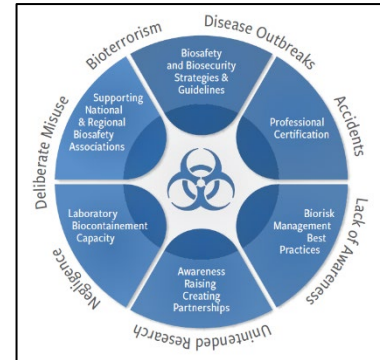 Bioterrorism
Disease Outbreaks
Accidents
Lack of Awareness
Unintended Research
Negligence
Deliberate Misuse
Biosafety
and Biosecurity
Strategies &
Guidelines
Professional
Certification
Biorisk
Management
Best
Practices
Awareness
Raising
Creating
Partnerships
Laboratory
Biocontainement
Capacity
Supporting
National
& Regional
Biosafety
Associations